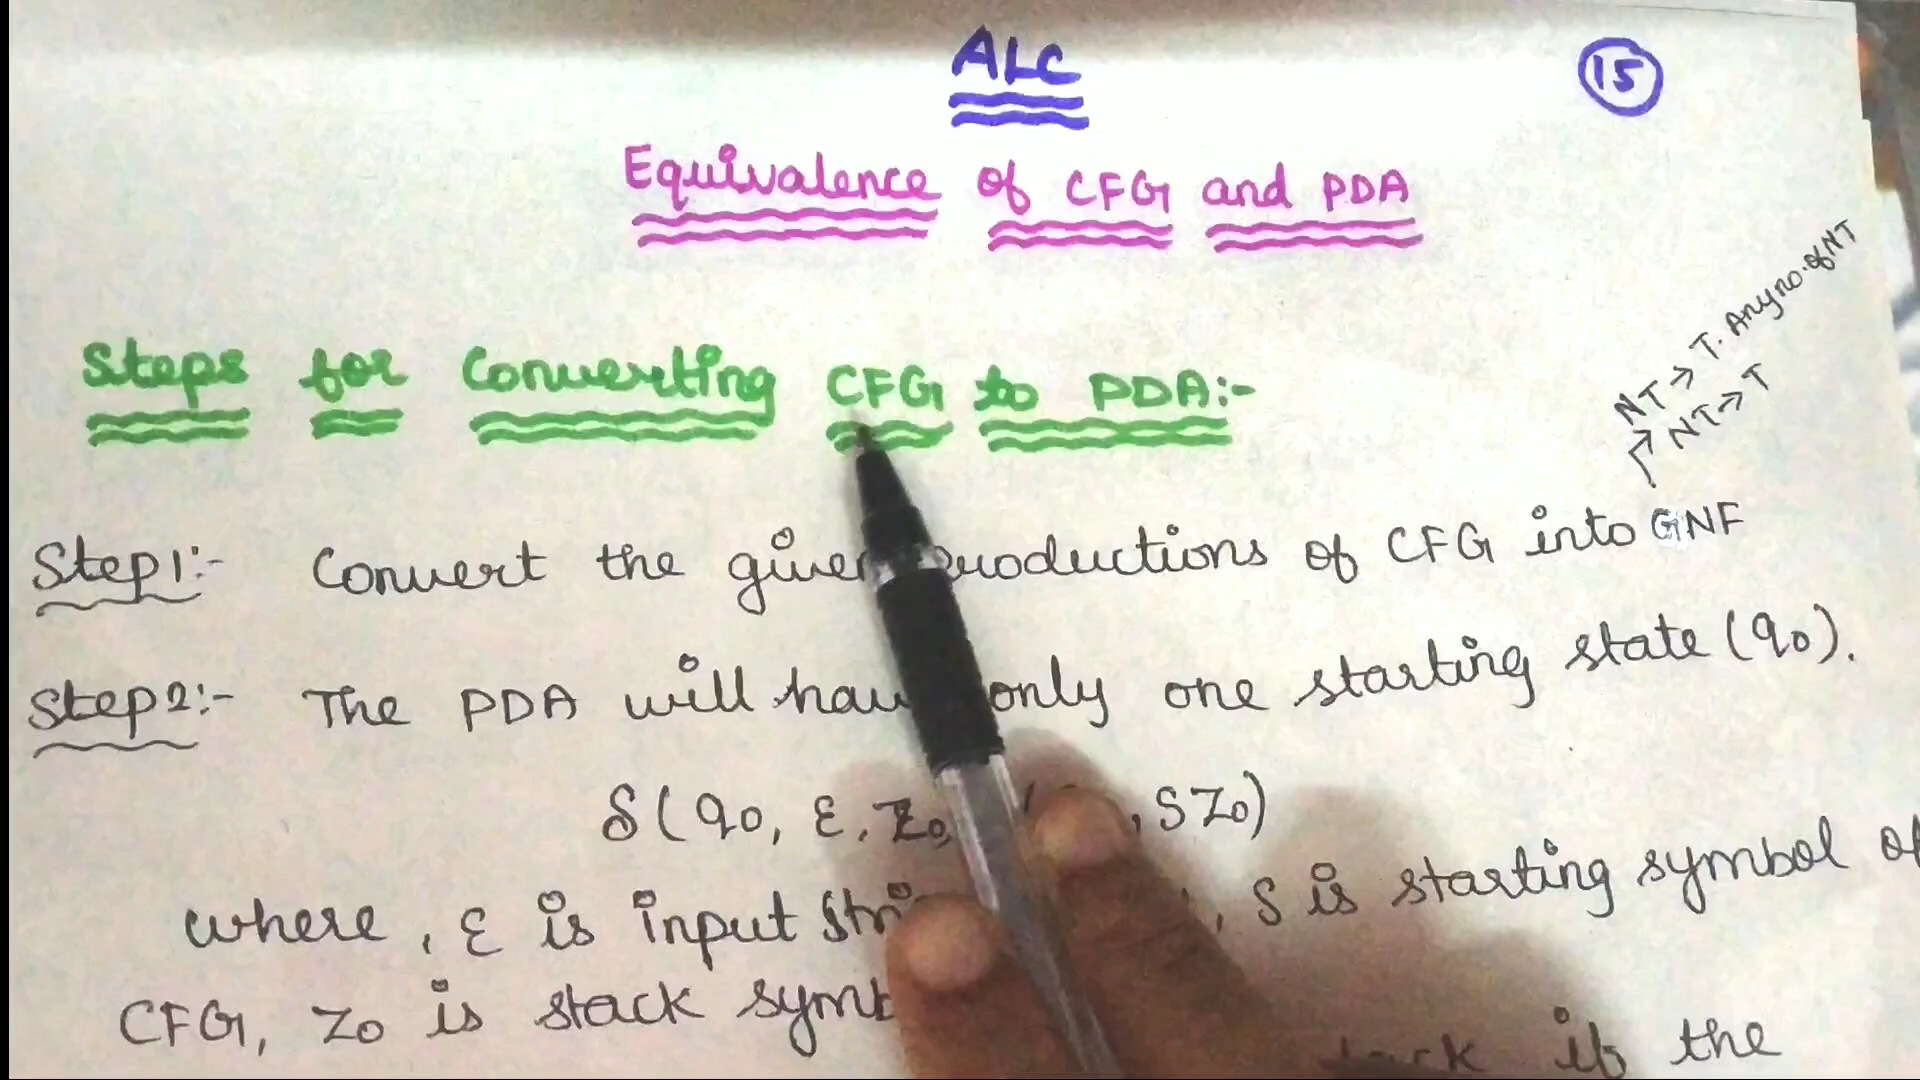 ALC
15
Equivalence of CFG and PDA
NT → T. Any no. of NT
NT → T
Steps for Converting CFG to PDA:-
Step1:- Convert the given productions of CFG into GNF
Step2:- The PDA will have only one starting state (q0).
δ(q0, ε, Z0, , SZ0)
where, ε is input , S is starting symbol of
CFG, Z0 is stack is the